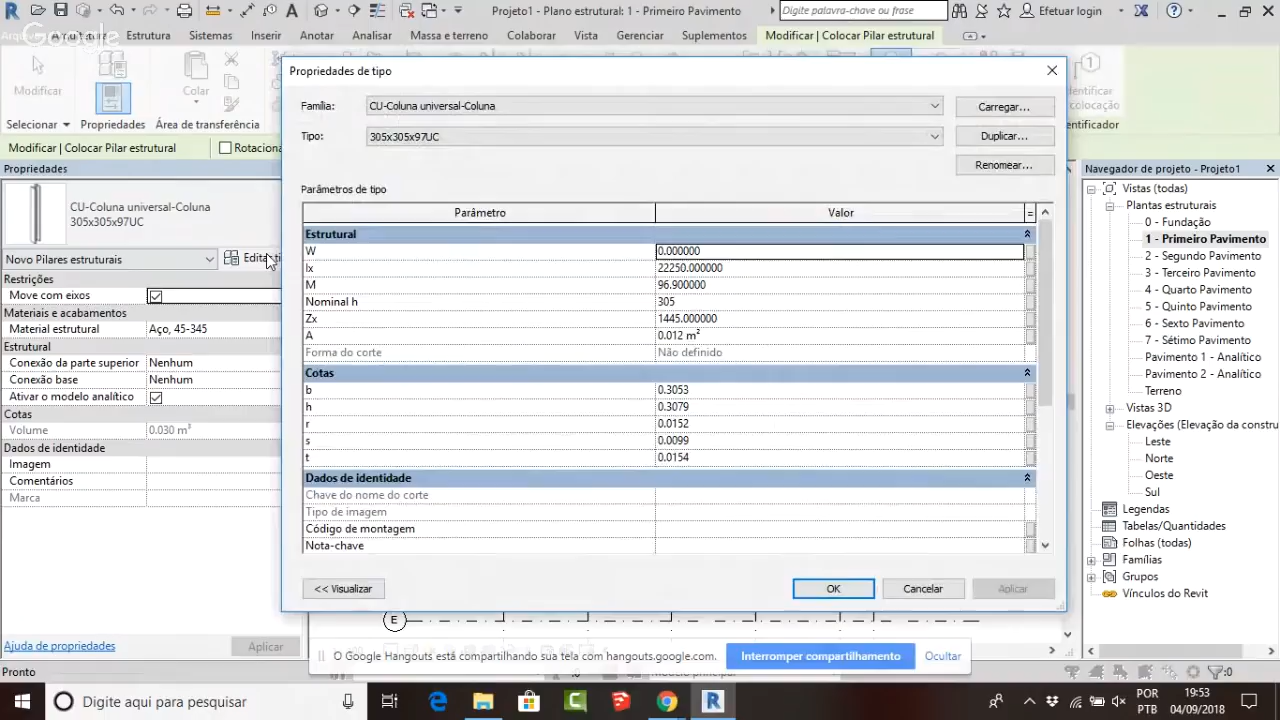 Projeto1 - Plano estrutural: 1 - Primeiro Pavimento
Digite palavra-chave ou frase
Efetuar login
Google
Estrutura
Sistemas
Inserir
Anotar
Analisar
Massa e terreno
Colaborar
Vista
Gerenciar
Suplementos
Modificar | Colocar Pilar estrutural
Modificar
Colar
Identificar
colocação
Selecionar
Propriedades
Área de transferência
Identificador
Modificar | Colocar Pilar estrutural
Rotaciona
Propriedades
CU-Coluna universal-Coluna
305x305x97UC
Novo Pilares estruturais
Restrições
Move com eixos
Materiais e acabamentos
Material estrutural
Aço, 45-345
Estrutural
Conexão da parte superior
Nenhum
Conexão base
Nenhum
Ativar o modelo analítico
Cotas
Volume
0.030 m³
Dados de identidade
Imagem
Comentários
Marca
Ajuda de propriedades
Aplicar
Propriedades de tipo
Família:
CU-Coluna universal-Coluna
Carregar...
Tipo:
305x305x97UC
Duplicar...
Renomear...
Parâmetros de tipo
Parâmetro
Valor
=
Estrutural
W
0.000000
Ix
22250.000000
M
96.900000
Nominal h
305
Zx
1445.000000
A
0.012 m²
Forma do corte
Não definido
Cotas
b
0.3053
h
0.3079
r
0.0152
s
0.0099
t
0.0154
Dados de identidade
Chave do nome do corte
Tipo de imagem
Código de montagem
Nota-chave
<< Visualizar
OK
Cancelar
Aplicar
E
Navegador de projeto - Projeto1
Vistas (todas)
Plantas estruturais
0 - Fundação
1 - Primeiro Pavimento
2 - Segundo Pavimento
3 - Terceiro Pavimento
4 - Quarto Pavimento
5 - Quinto Pavimento
6 - Sexto Pavimento
7 - Sétimo Pavimento
Pavimento 1 - Analítico
Pavimento 2 - Analítico
Terreno
Vistas 3D
Elevações (Elevação da constru
Leste
Norte
Oeste
Sul
Legendas
Tabelas/Quantidades
Folhas (todas)
Famílias
Grupos
Vínculos do Revit
O Google Hangouts está compartilhando sua tela com hangouts.google.com.
Interromper compartilhamento
Ocultar
Pronto
:0
Digite aqui para pesquisar
POR
PTB
19:53
04/09/2018